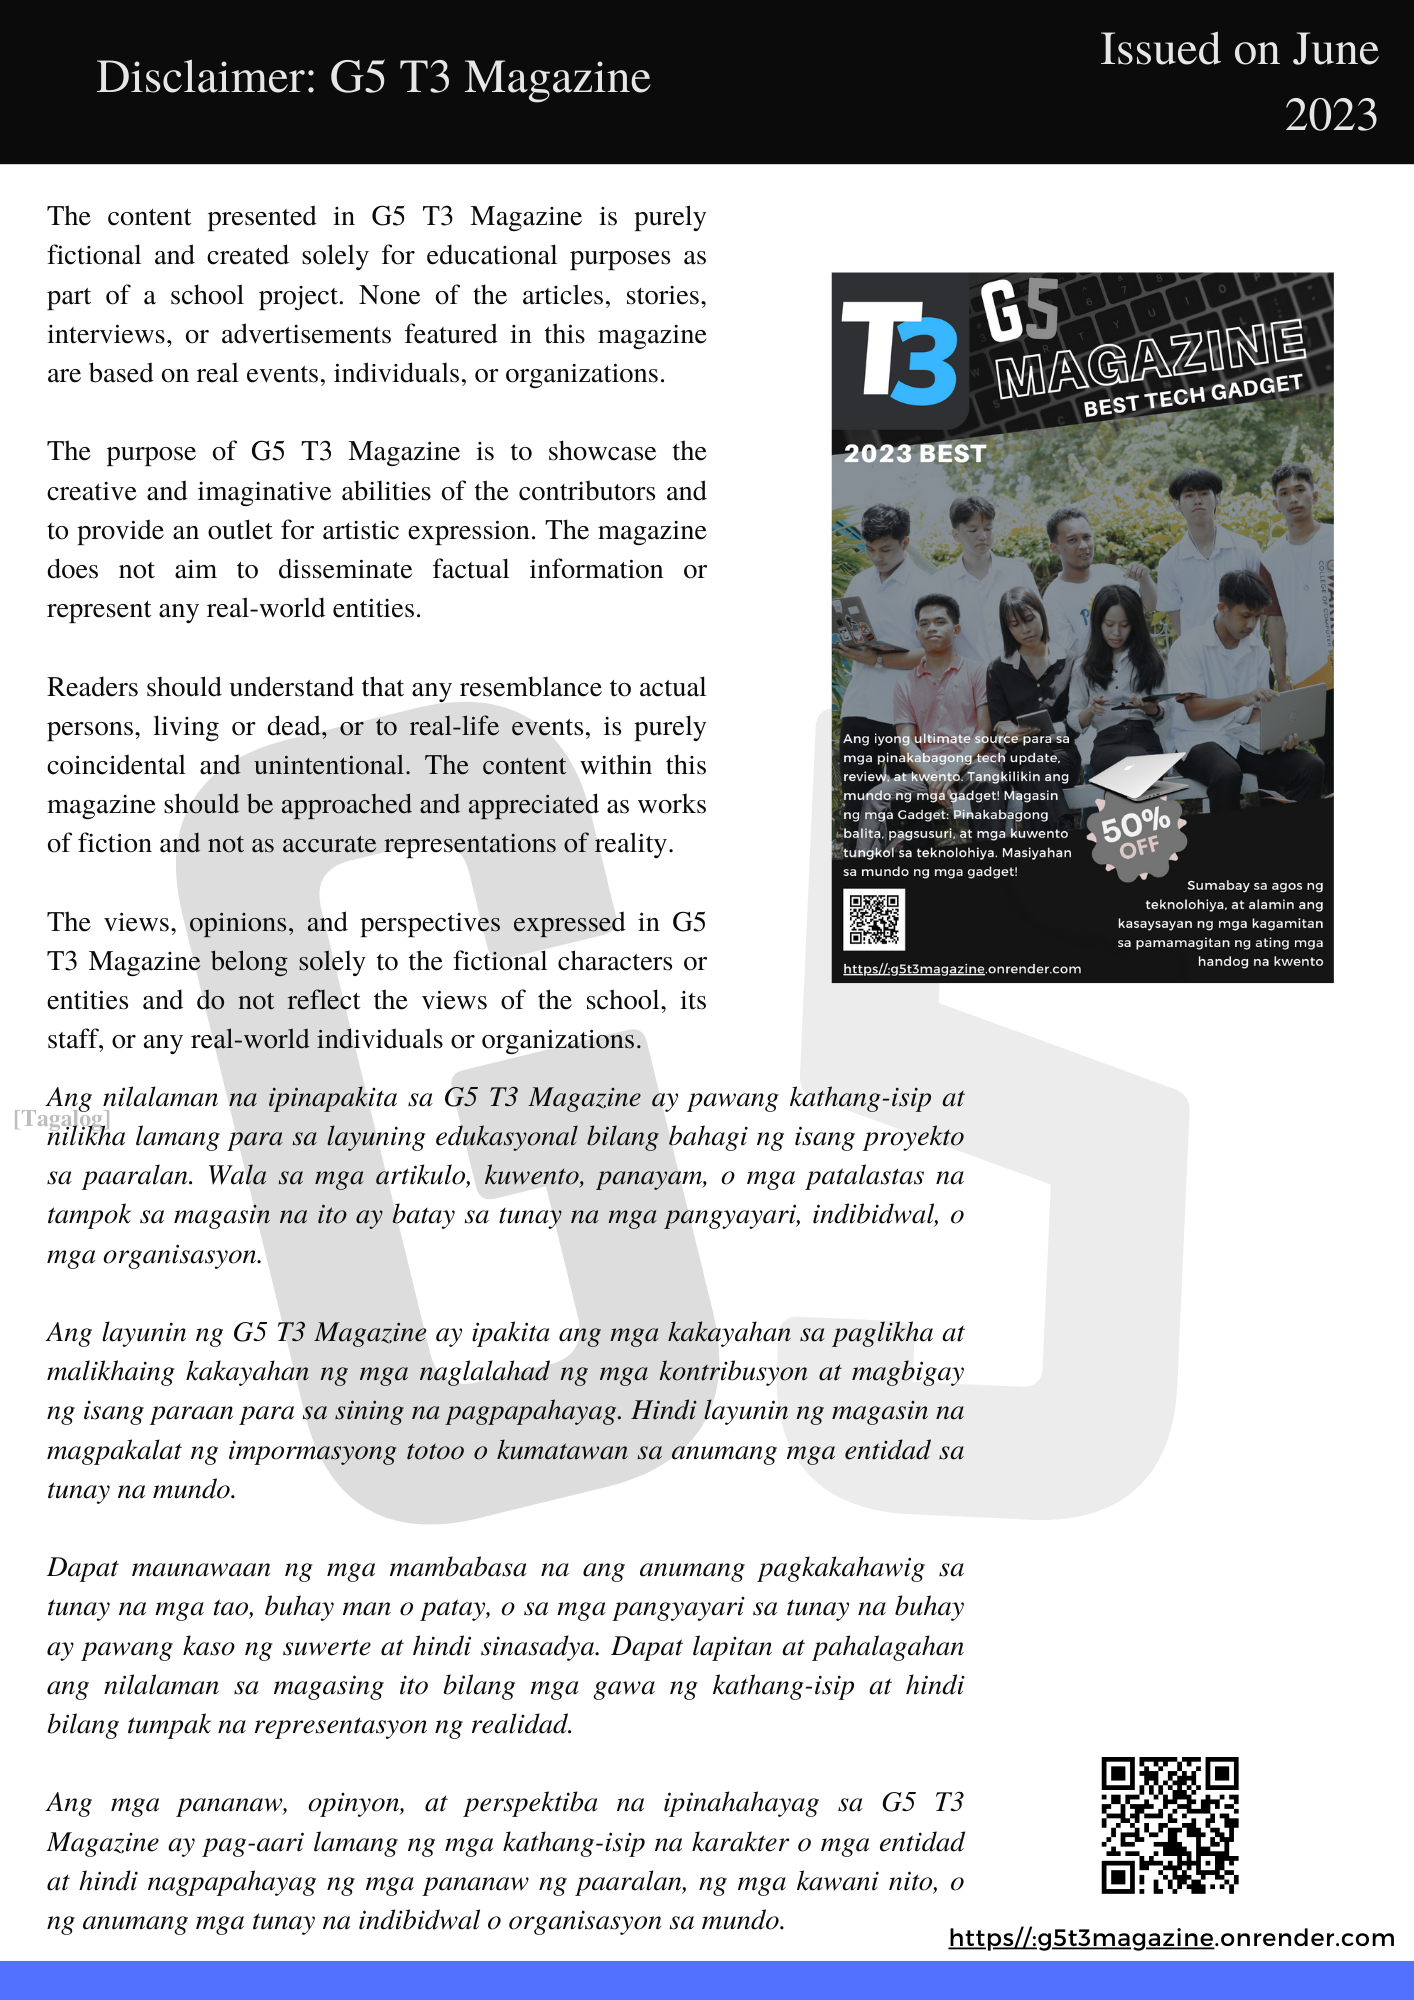 Disclaimer: G5 T3 Magazine
Issued on June
2023
The content presented in G5 T3 Magazine is purely
fictional and created solely for educational purposes as
part of a school project. None of the articles, stories,
interviews, or advertisements featured in this magazine
are based on real events, individuals, or organizations.
The purpose of G5 T3 Magazine is to showcase the
creative and imaginative abilities of the contributors and
to provide an outlet for artistic expression. The magazine
does not aim to disseminate factual information or
represent any real-world entities.
Readers should understand that any resemblance to actual
persons, living or dead, or to real-life events, is purely
coincidental and unintentional. The content within this
magazine should be approached and appreciated as works
of fiction and not as accurate representations of reality.
The views, opinions, and perspectives expressed in G5
T3 Magazine belong solely to the fictional characters or
entities and do not reflect the views of the school, its
staff, or any real-world individuals or organizations.
T3
G5
MAGAZINE
BEST TECH GADGET
2023 BEST
Ang iyong ultimate source para sa
mga pinakabagong tech update,
review, at kwento. Tangkilikin ang
mundo ng mga gadget! Magasin
ng mga Gadget: Pinakabagong
balita, pagsusuri, at mga kuwento
tungkol sa teknolohiya. Masiyahan
sa mundo ng mga gadget!
50%
OFF
Sumabay sa agos ng
teknolohiya, at alamin ang
kasaysayan ng mga kagamitan
sa pamamagitan ng ating mga
handog na kwento
https//:g5t3magazine.onrender.com
[Tagalog]
Ang nilalaman na ipinapakita sa G5 T3 Magazine ay pawang kathang-isip at
nilikha lamang para sa layuning edukasyonal bilang bahagi ng isang proyekto
sa paaralan. Wala sa mga artikulo, kuwento, panayam, o mga patalastas na
tampok sa magasin na ito ay batay sa tunay na mga pangyayari, indibidwal, o
mga organisasyon.
Ang layunin ng G5 T3 Magazine ay ipakita ang mga kakayahan sa paglikha at
malikhaing kakayahan ng mga naglalahad ng mga kontribusyon at magbigay
ng isang paraan para sa sining na pagpapahayag. Hindi layunin ng magasin na
magpakalat ng impormasyong totoo o kumatawan sa anumang mga entidad sa
tunay na mundo.
Dapat maunawaan ng mga mambabasa na ang anumang pagkakahawig sa
tunay na mga tao, buhay man o patay, o sa mga pangyayari sa tunay na buhay
ay pawang kaso ng suwerte at hindi sinasadya. Dapat lapitan at pahalagahan
ang nilalaman sa magasing ito bilang mga gawa ng kathang-isip at hindi
bilang tumpak na representasyon ng realidad.
Ang mga pananaw, opinyon, at perspektiba na ipinahahayag sa G5 T3
Magazine ay pag-aari lamang ng mga kathang-isip na karakter o mga entidad
at hindi nagpapahayag ng mga pananaw ng paaralan, ng mga kawani nito, o
ng anumang mga tunay na indibidwal o organisasyon sa mundo.
G5
https//:g5t3magazine.onrender.com